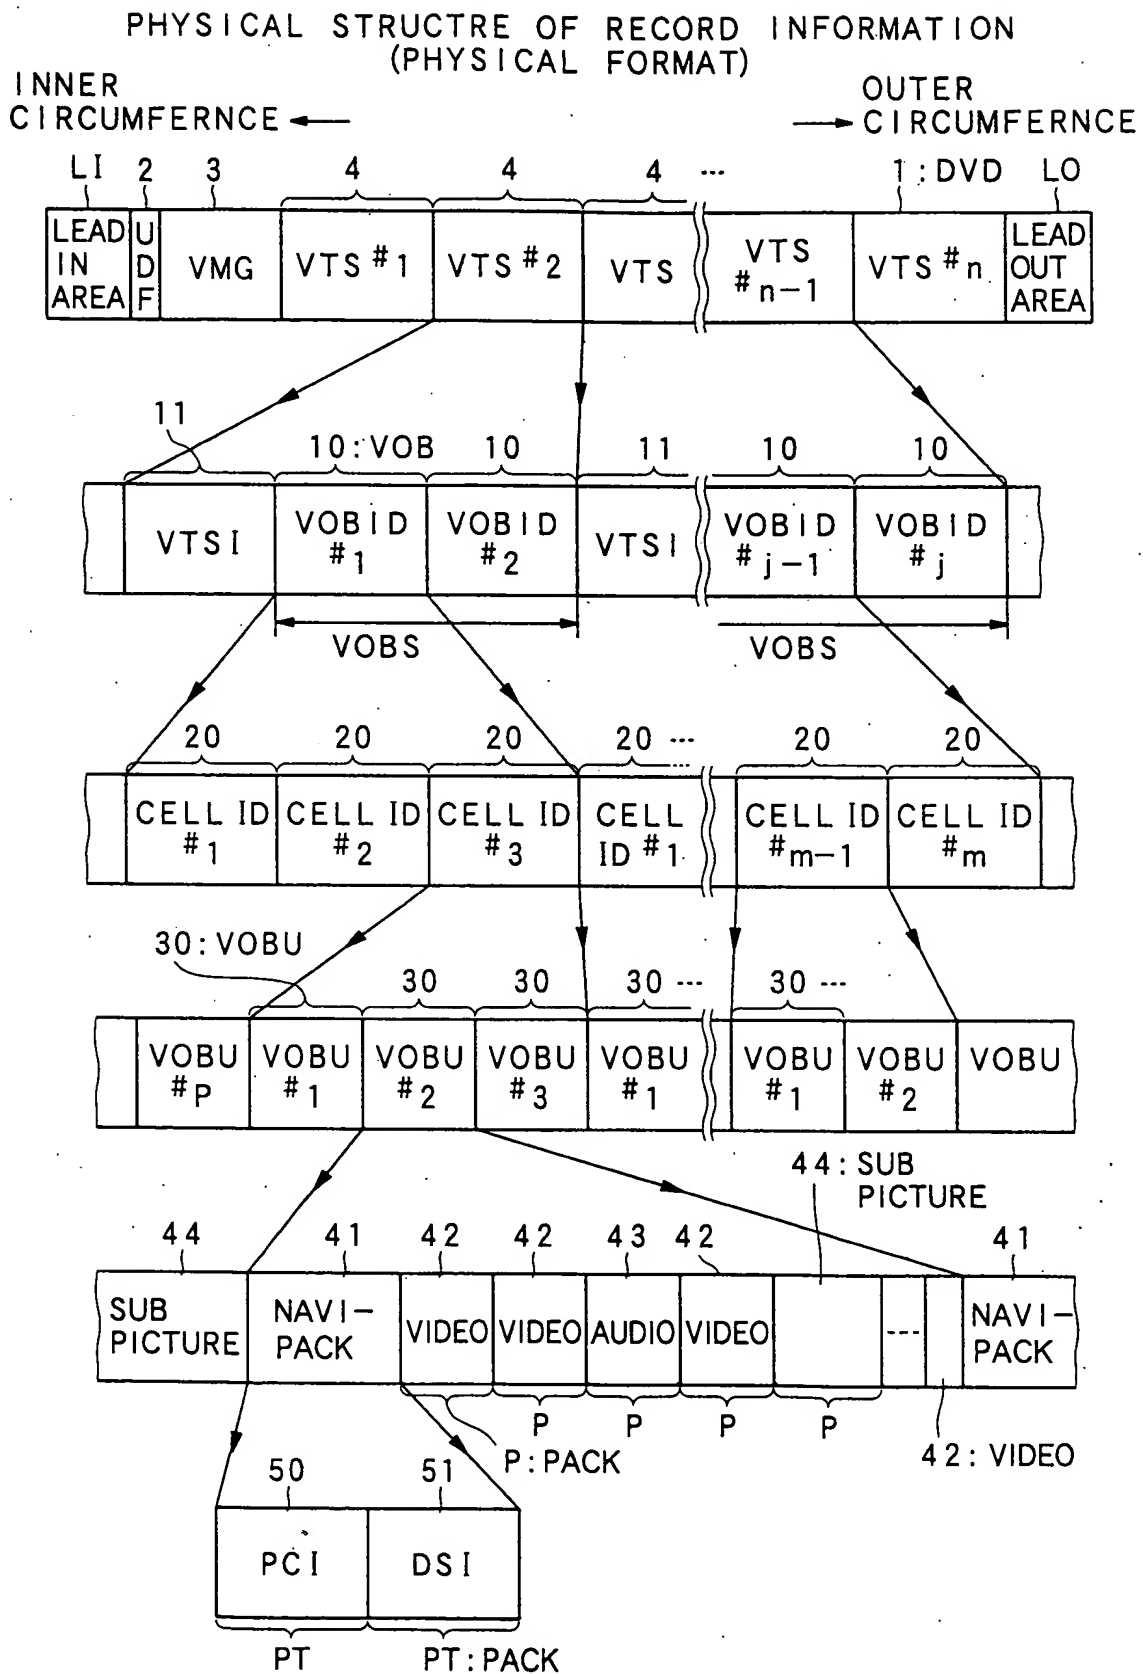 PHYSICAL STRUCTRE OF RECORD INFORMATION
(PHYSICAL FORMAT)
INNER
CIRCUMFERNCE
OUTER
CIRCUMFERNCE
LI 2 3 4 4 4 ... 1:DVD LO
LEAD IN AREA
UDF
VMG
VTS #1
VTS #2
VTS
VTS #n-1
VTS #n
LEAD OUT AREA
11 10:VOB 10 11 10 10
VTSI
VOBID #1
VOBID #2
VTSI
VOBID #j-1
VOBID #j
VOBS VOBS
20 20 20 20 ... 20 20
CELL ID #1
CELL ID #2
CELL ID #3
CELL ID #1
CELL ID #m-1
CELL ID #m
30:VOBU 30 30 30 ... 30 ...
VOBU #P
VOBU #1
VOBU #2
VOBU #3
VOBU #1
VOBU #1
VOBU #2
VOBU
44:SUB PICTURE
44 41 42 42 43 42 41
SUB PICTURE
NAVI-PACK
VIDEO
VIDEO
AUDIO
VIDEO
----
NAVI-PACK
P P P P
P:PACK
42:VIDEO
50 51
PCI DSI
PT PT:PACK